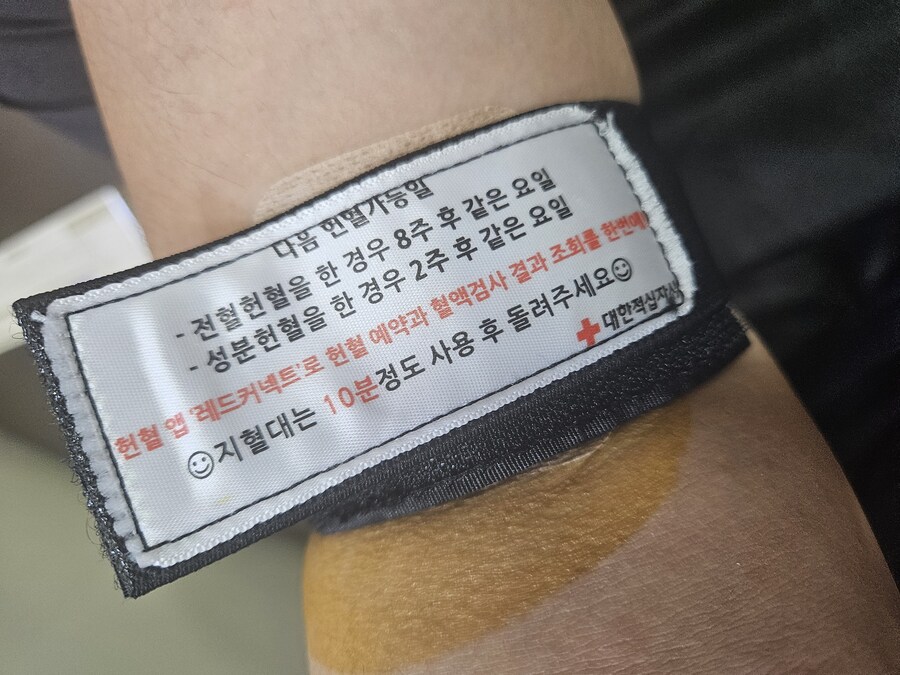 다음 헌혈가능일
- 전혈헌혈을 한 경우 8주 후 같은 요일
- 성분헌혈을 한 경우 2주 후 같은 요일
헌혈 앱 '레드커넥트'로 헌혈 예약과 혈액검사 결과 조회를 한번에
☺지혈대는 10분정도 사용 후 돌려주세요☺
대한적십자사